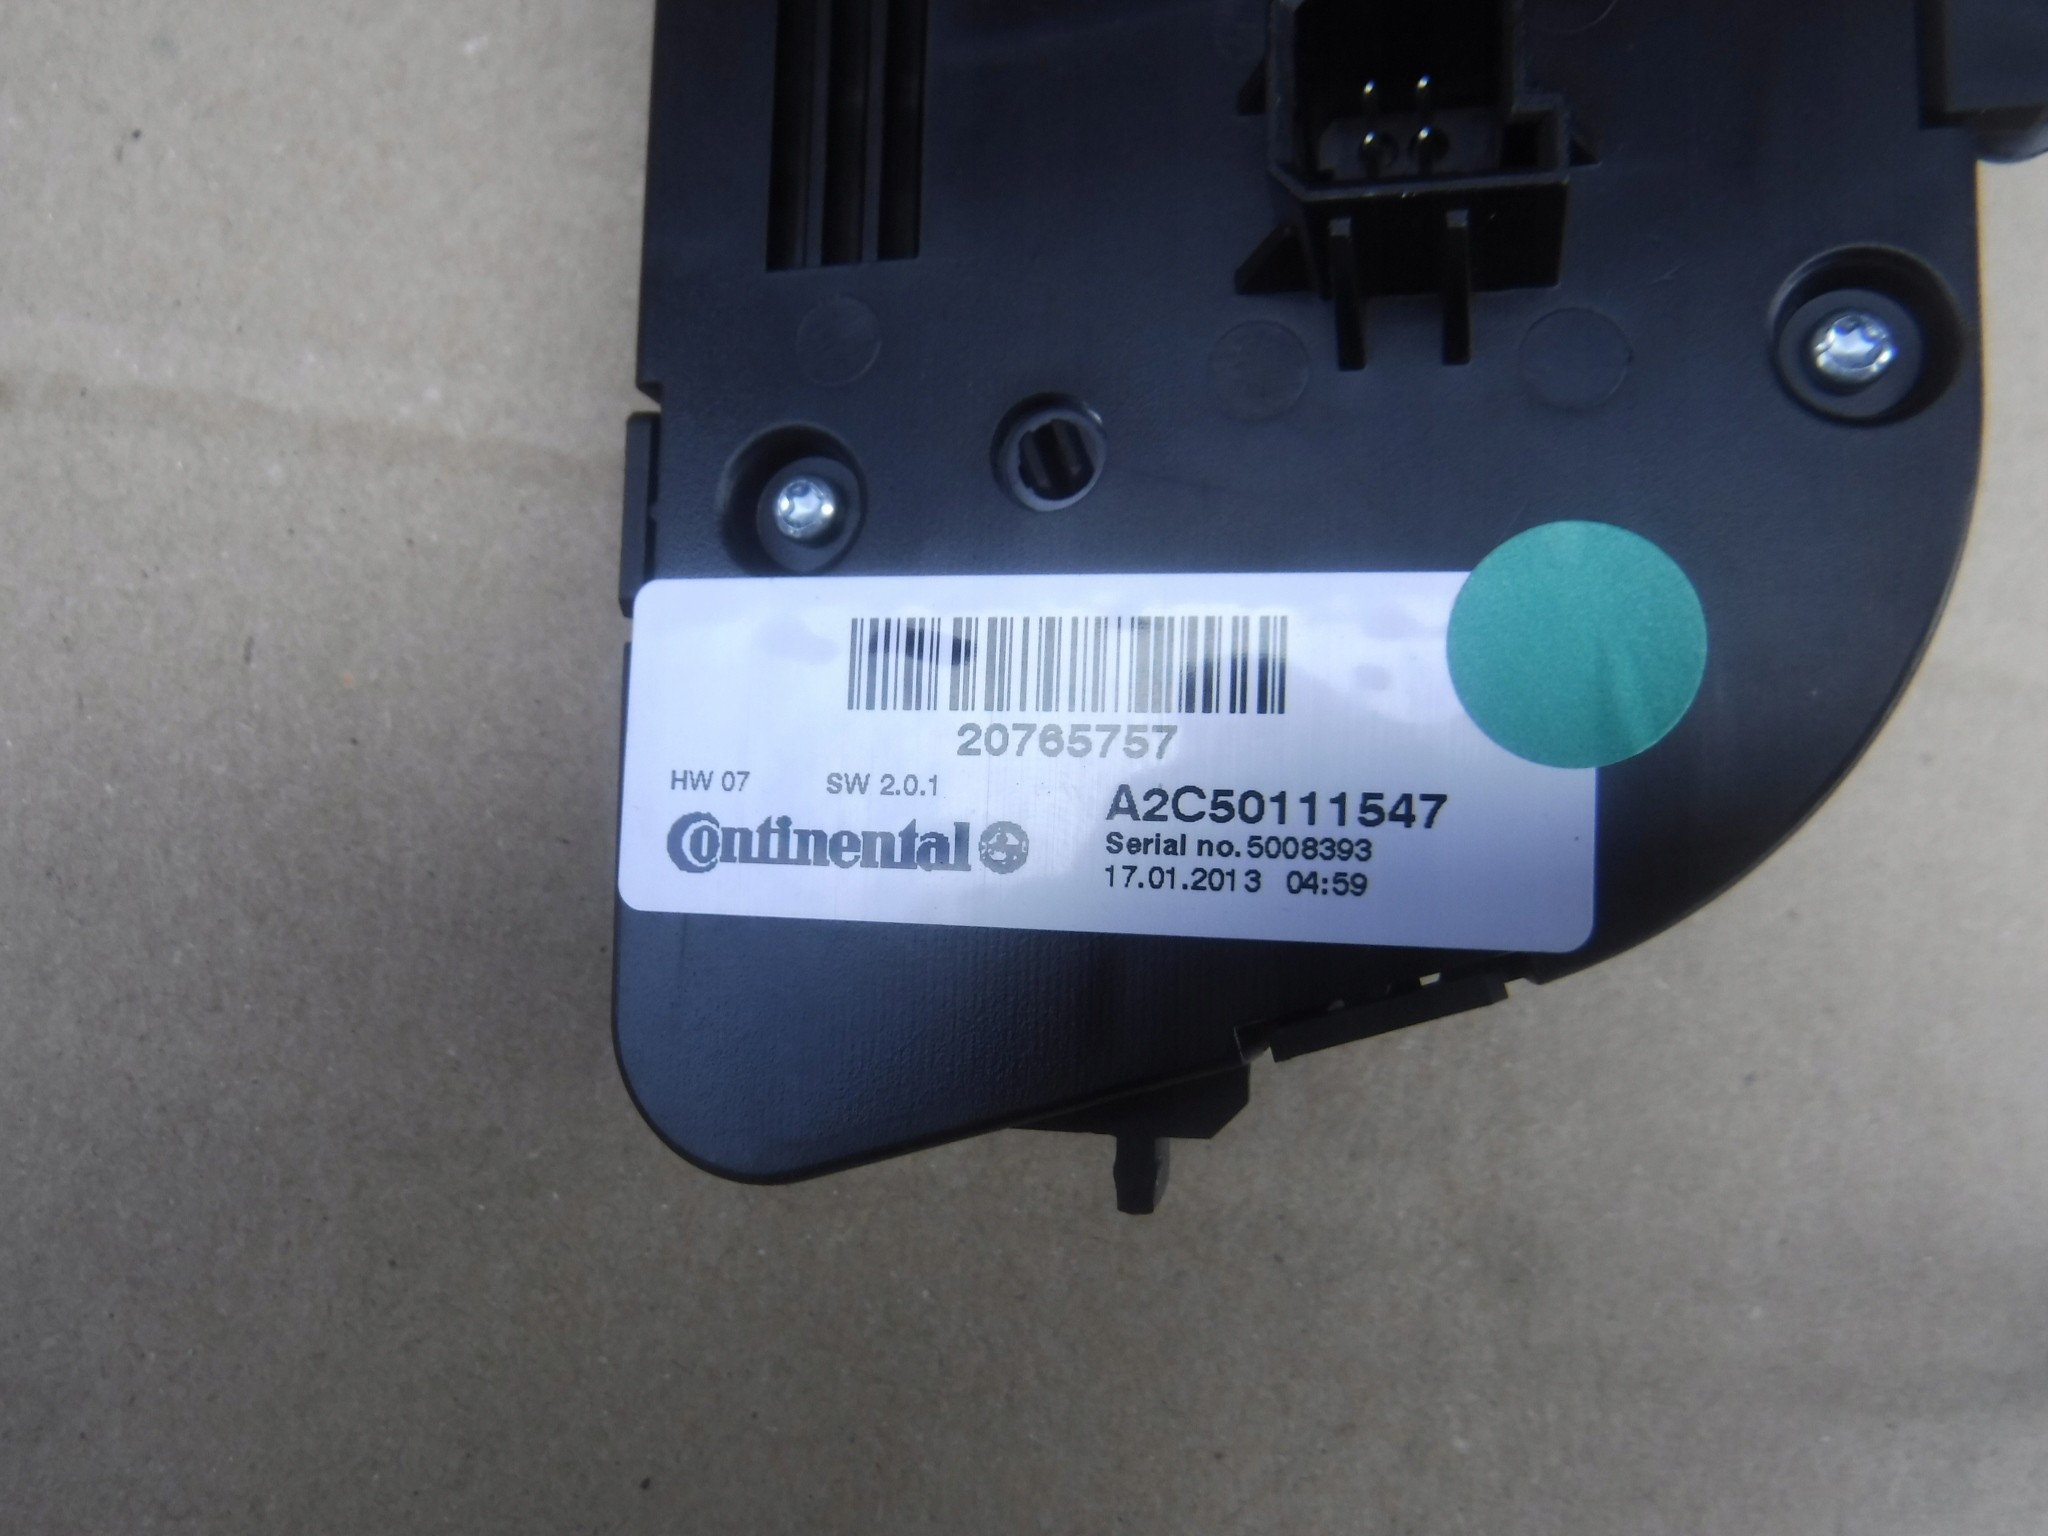 20765757
HW 07 SW 2.0.1
Continental
A2C50111547
Serial no. 5008393
17.01.2013 04:59